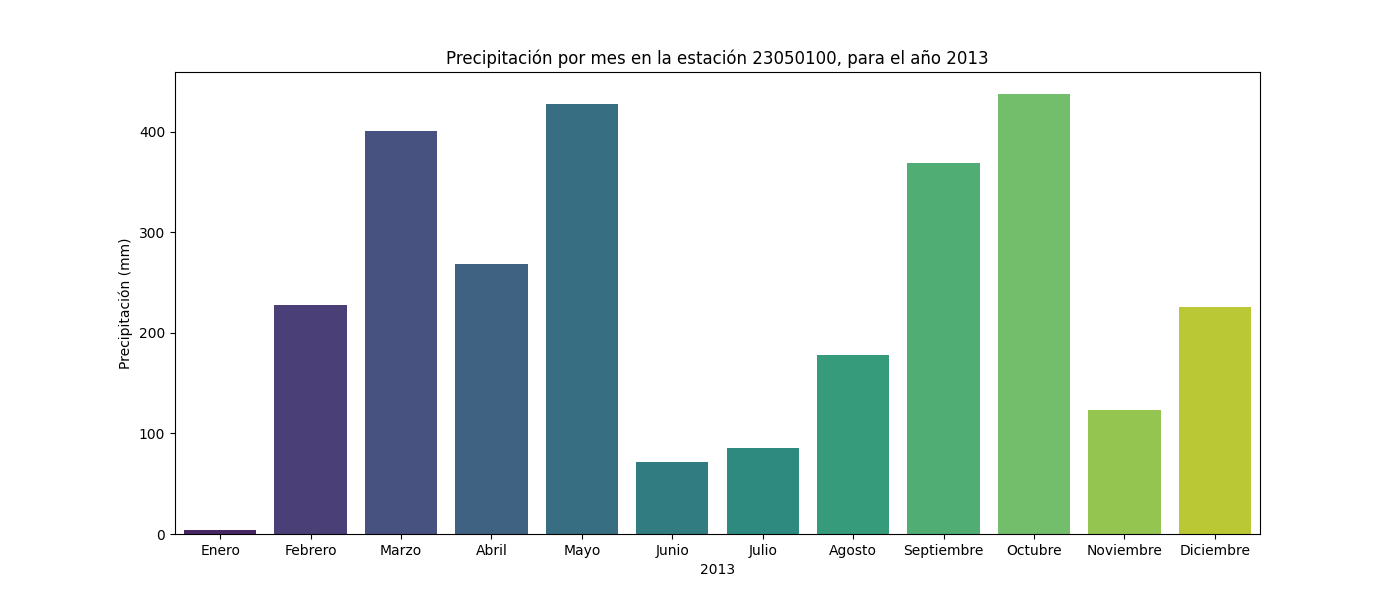 Precipitación por mes en la estación 23050100, para el año 2013
Precipitación (mm)
400
300
200
100
0
Enero Febrero Marzo Abril Mayo Junio Julio Agosto Septiembre Octubre Noviembre Diciembre
2013